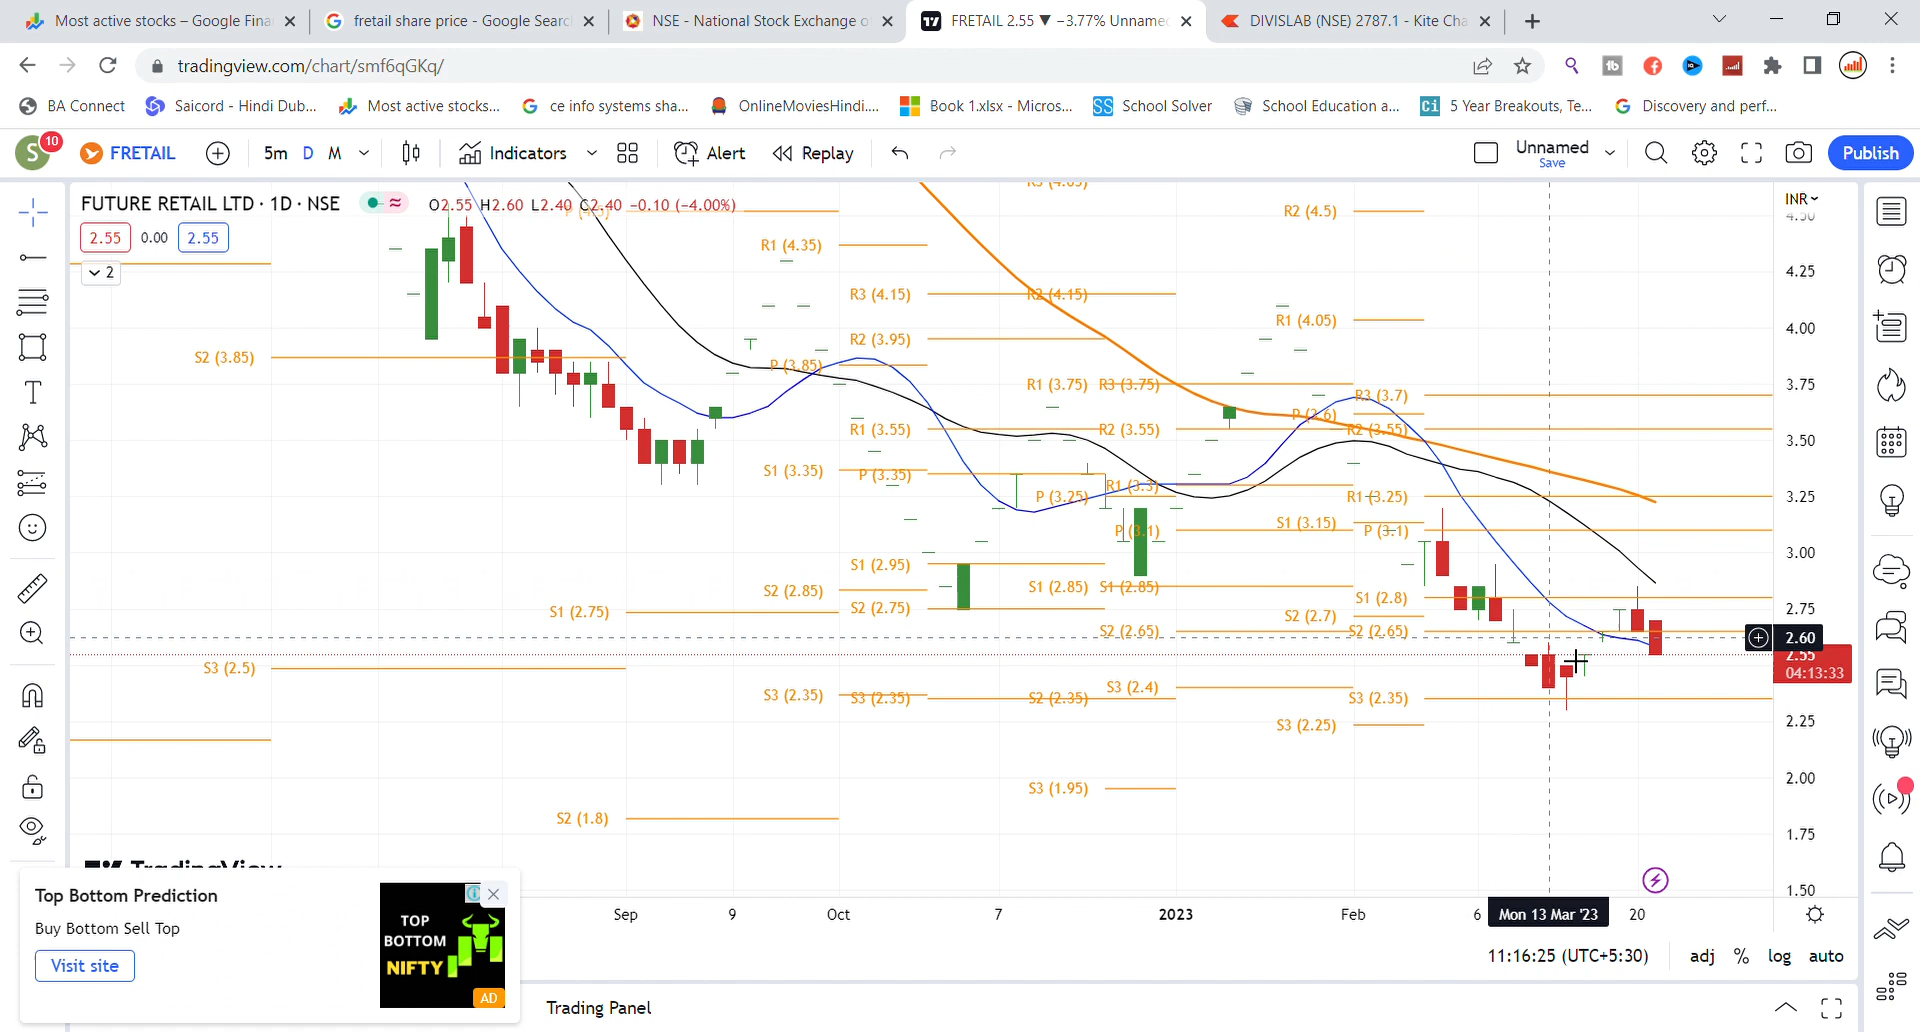 Most active stocks – Google Fina
fretail share price - Google Searc
NSE - National Stock Exchange o
FRETAIL 2.55 ▼ −3.77% Unname
DIVISLAB (NSE) 2787.1 - Kite Cha
tradingview.com/chart/smf6qGKq/
BA Connect
Saicord - Hindi Dub...
Most active stocks...
ce info systems sha...
OnlineMoviesHindi....
Book 1.xlsx - Micros...
SS School Solver
School Education a...
Ci 5 Year Breakouts, Te...
Discovery and perf...
S 10
FRETAIL
5m D M
Indicators
Alert
Replay
Unnamed
Save
Publish
FUTURE RETAIL LTD · 1D · NSE
O2.55 H2.60 L2.40 C2.40 −0.10 (−4.00%)
2.55 0.00 2.55
2
INR
R2 (4.5)
4.50
R1 (4.35)
4.25
R3 (4.15)
R2 (4.15)
R1 (4.05)
4.00
R2 (3.95)
S2 (3.85)
P (3.85)
R1 (3.75)
R3 (3.75)
3.75
R3 (3.7)
P (3.6)
R1 (3.55)
R2 (3.55)
R2 (3.55)
3.50
S1 (3.35)
P (3.35)
R1 (3.3)
P (3.25)
R1 (3.25)
3.25
S1 (3.15)
P (3.1)
P (3.1)
3.00
S1 (2.95)
S2 (2.85)
S1 (2.85)
S1 (2.85)
S1 (2.8)
S1 (2.75)
S2 (2.75)
2.75
S2 (2.7)
S2 (2.65)
S2 (2.65)
2.60
2.55
04:13:33
S3 (2.5)
S3 (2.4)
S3 (2.35)
S3 (2.35)
S2 (2.35)
S3 (2.35)
S3 (2.25)
2.25
2.00
S3 (1.95)
S2 (1.8)
1.75
TradingView
1.50
Sep 9 Oct 7 2023 Feb 6 Mon 13 Mar '23 20
Top Bottom Prediction
Buy Bottom Sell Top
Visit site
TOP
BOTTOM
NIFTY
AD
11:16:25 (UTC+5:30) adj % log auto
Trading Panel